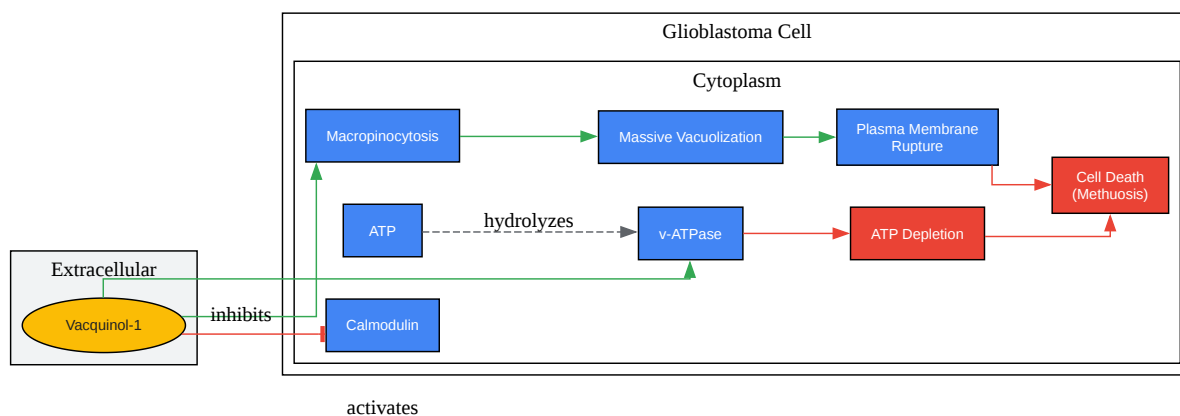 Glioblastoma Cell
Cytoplasm
Macropinocytosis
Massive Vacuolization
Plasma Membrane
Rupture
Cell Death
(Methuosis)
ATP
hydrolyzes
v-ATPase
ATP Depletion
Extracellular
Vacquinol-1
inhibits
Calmodulin
activates